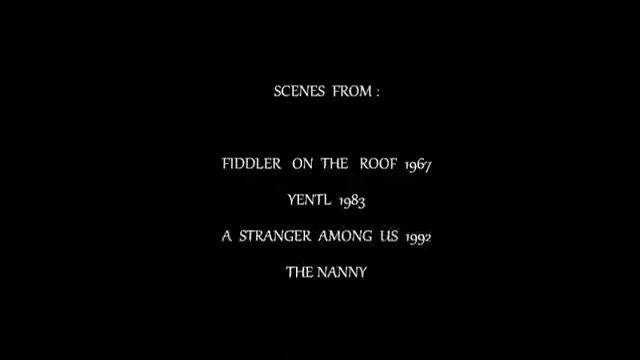 SCENES FROM :
FIDDLER ON THE ROOF 1967
YENTL 1983
A STRANGER AMONG US 1992
THE NANNY